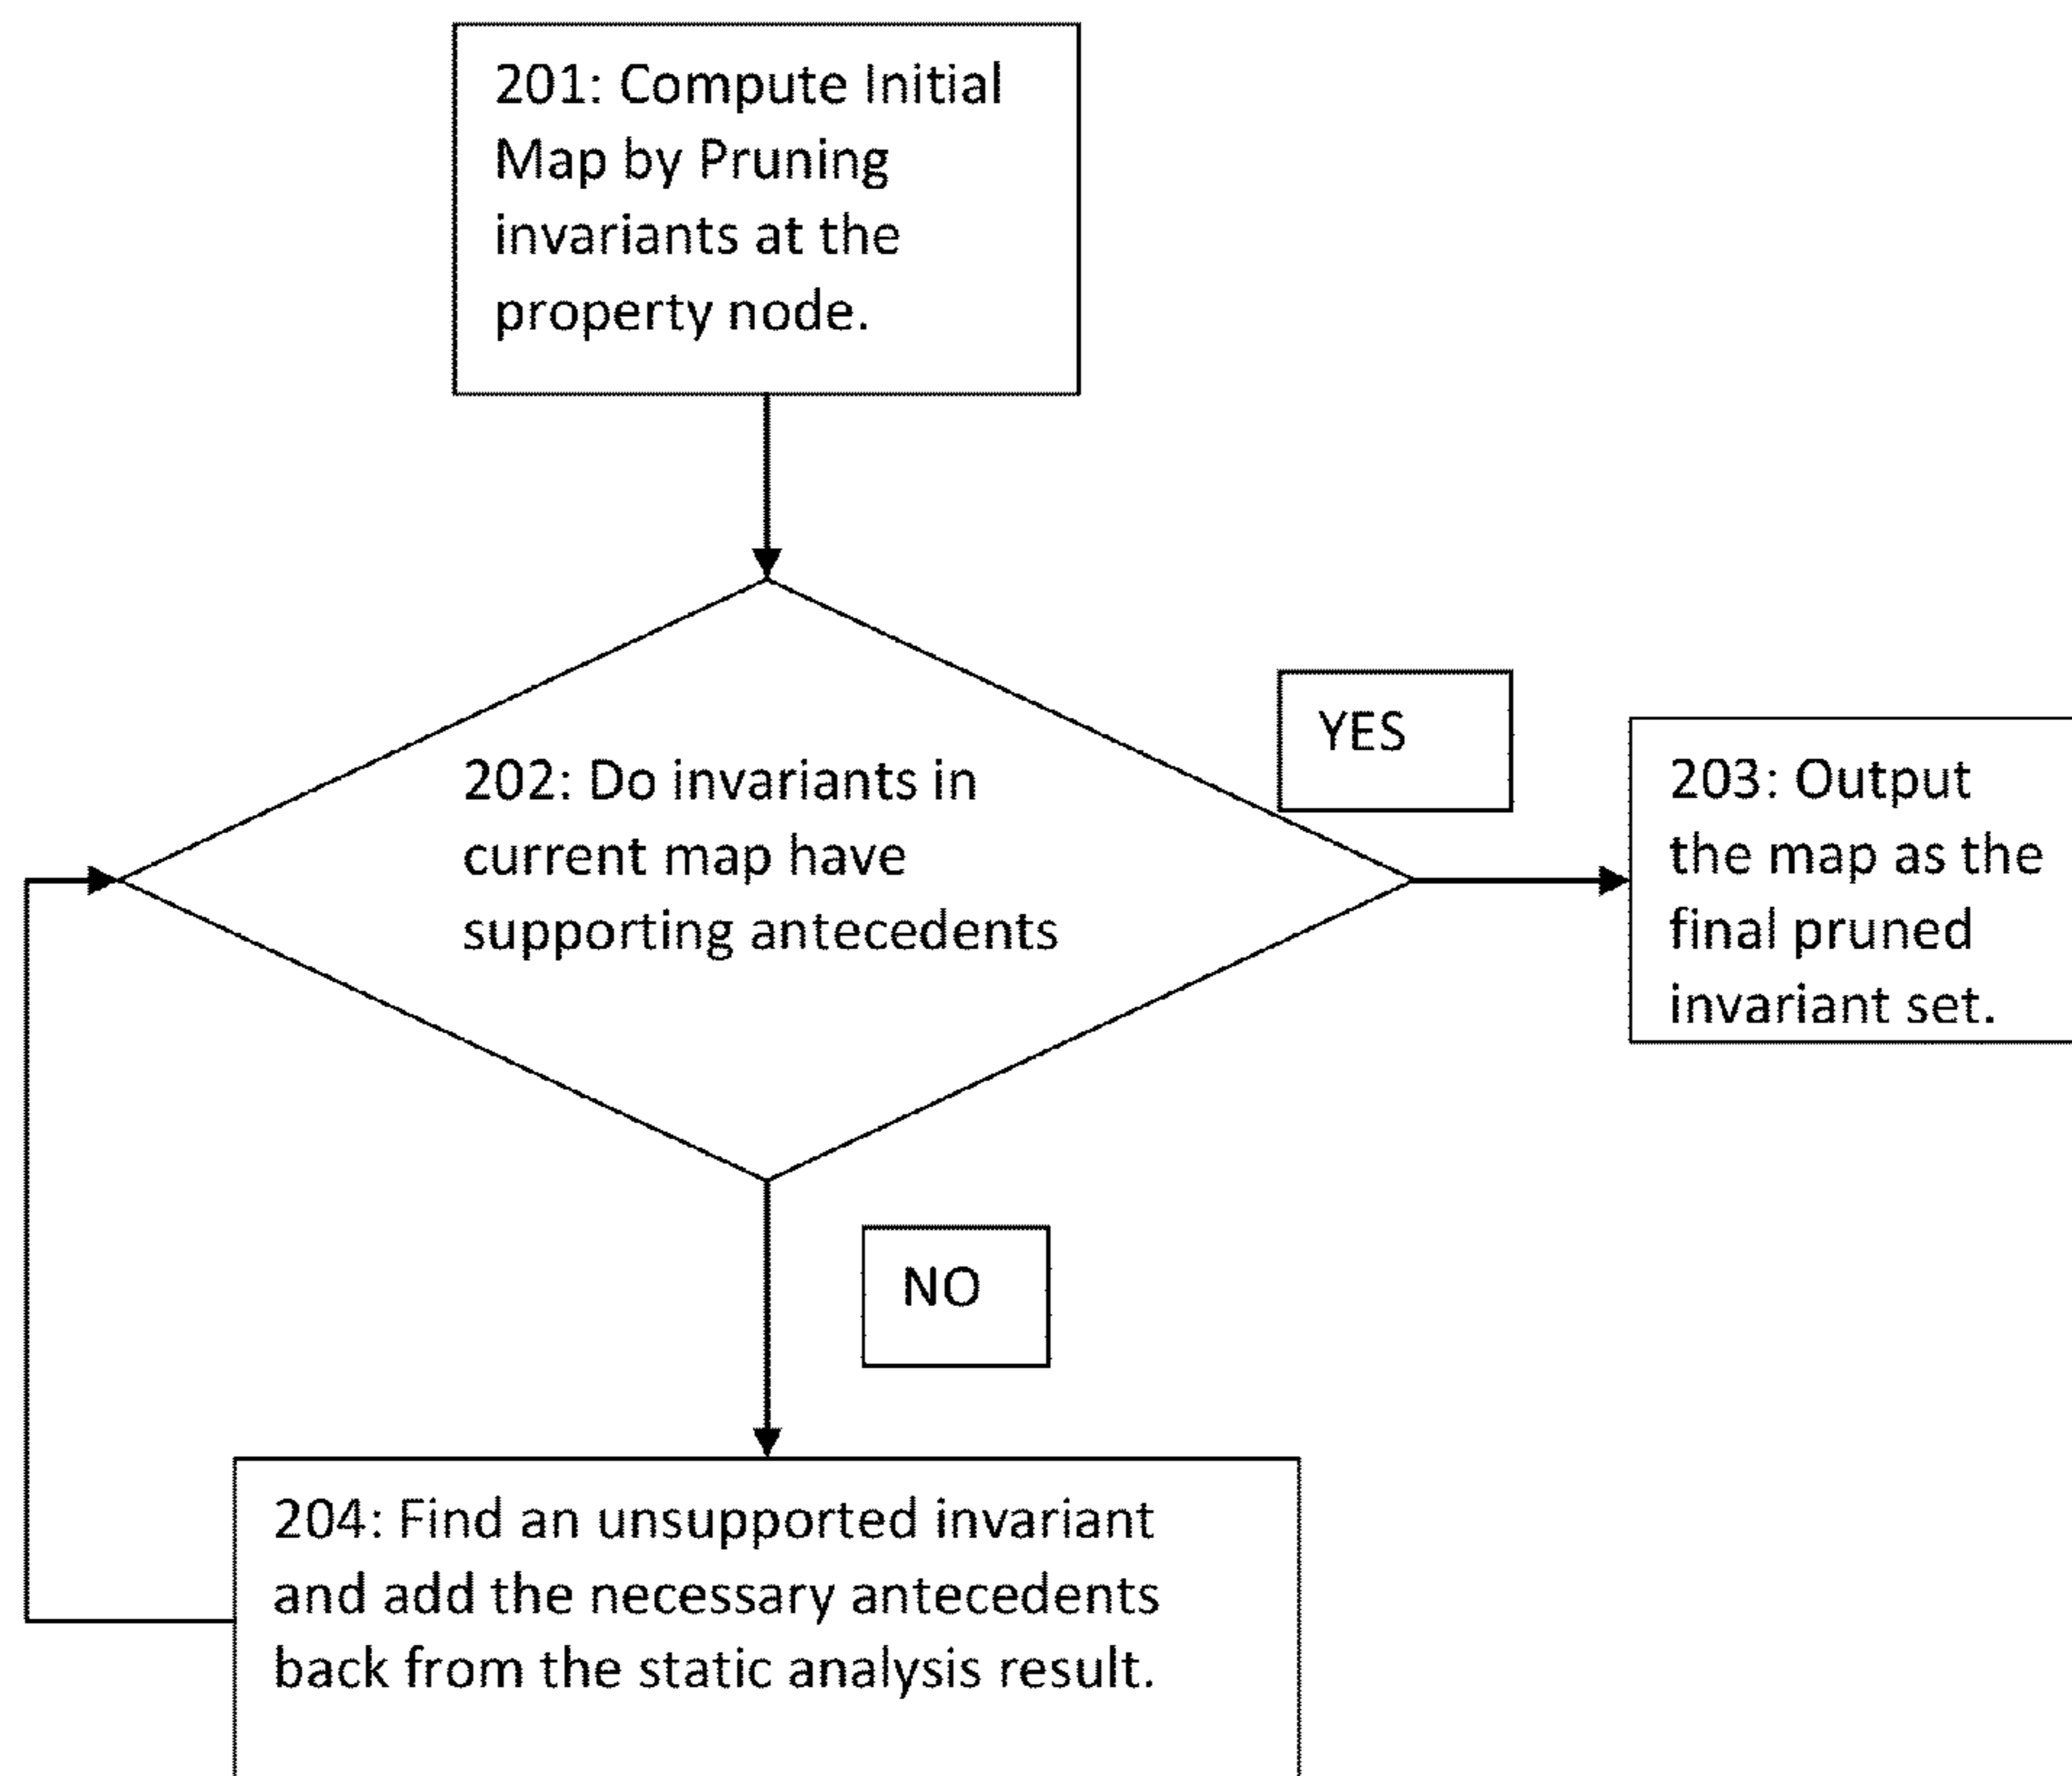 201: Compute Initial
Map by Pruning
invariants at the
property node.
202: Do invariants in
current map have
supporting antecedents
YES
203: Output
the map as the
final pruned
invariant set.
NO
204: Find an unsupported invariant
and add the necessary antecedents
back from the static analysis result.